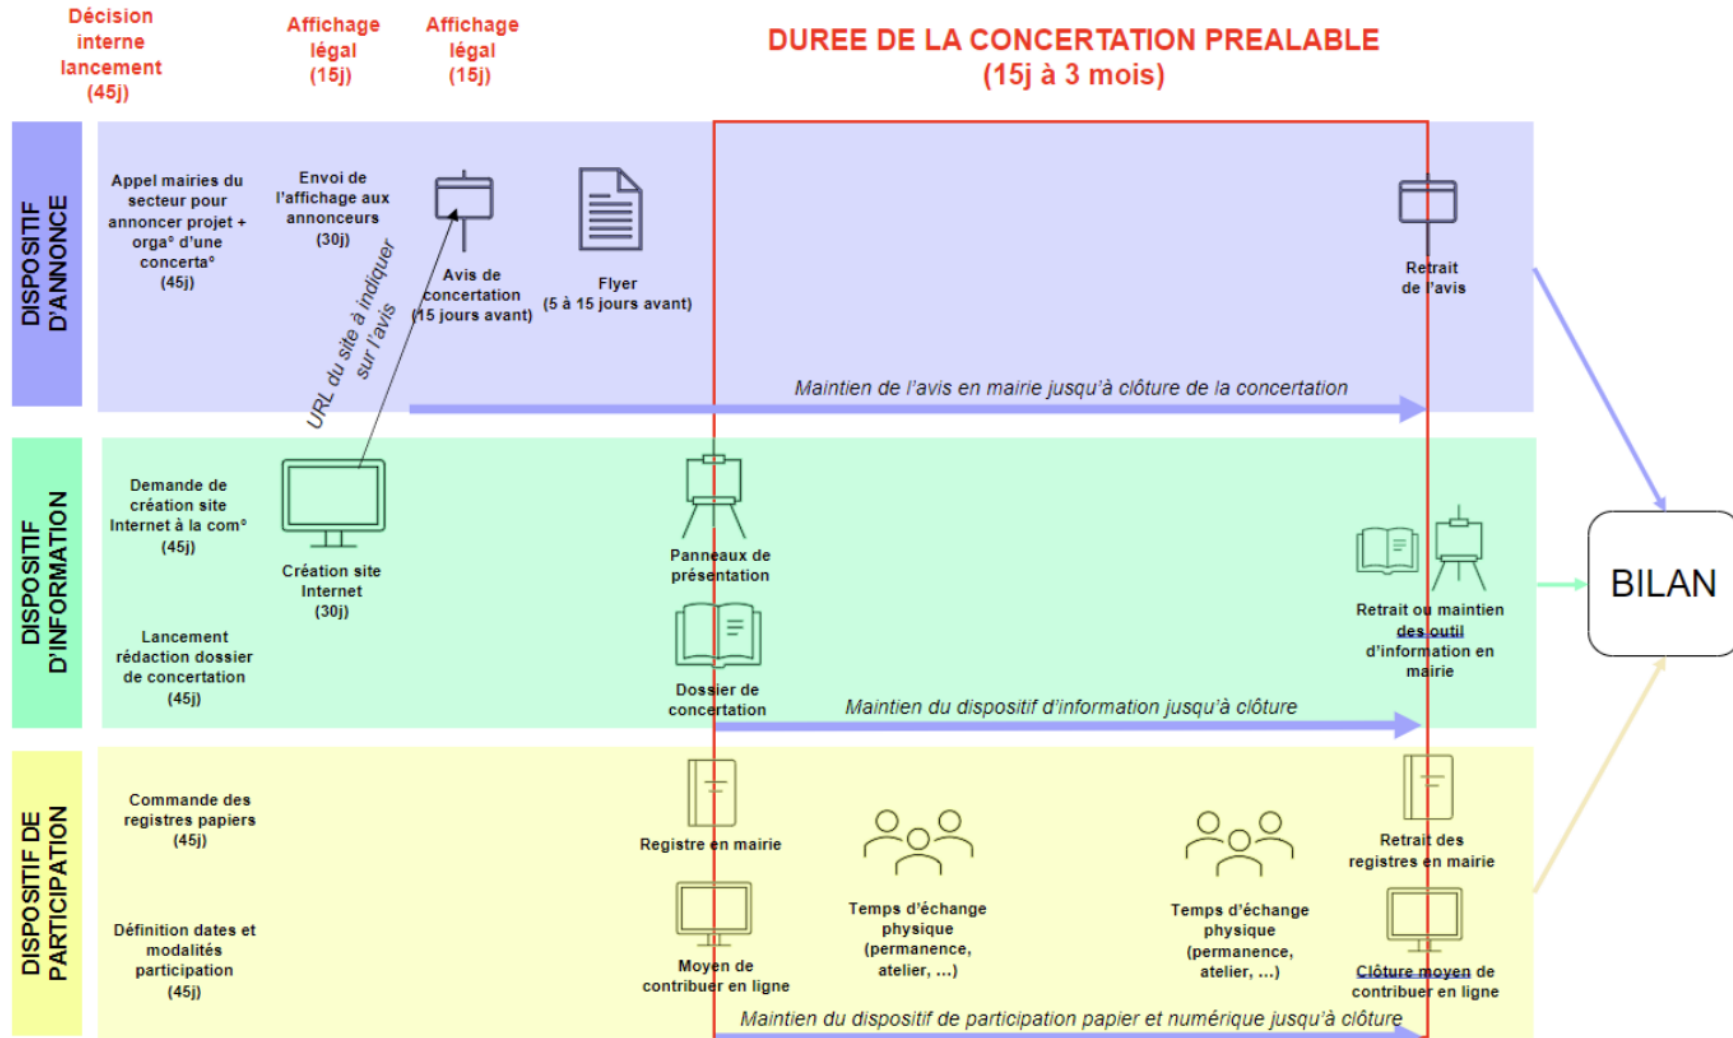 Décision
interne
lancement
(45j)
Affichage
légal
(15j)
Affichage
légal
(15j)
DUREE DE LA CONCERTATION PREALABLE
(15j à 3 mois)
DISPOSITIF
D'ANNONCE
Appel mairies du
secteur pour
annoncer projet +
orga° d'une
concerta°
(45j)
Envoi de
l'affichage aux
annonceurs
(30j)
URL du site à indiquer
sur l'avis
Avis de
concertation
(15 jours avant)
Flyer
(5 à 15 jours avant)
Retrait
de l'avis
Maintien de l'avis en mairie jusqu'à clôture de la concertation
DISPOSITIF
D'INFORMATION
Demande de
création site
Internet à la com°
(45j)
Lancement
rédaction dossier
de concertation
(45j)
Création site
Internet
(30j)
Panneaux de
présentation
Dossier de
concertation
Retrait ou maintien
des outil
d'information en
mairie
Maintien du dispositif d'information jusqu'à clôture
BILAN
DISPOSITIF DE
PARTICIPATION
Commande des
registres papiers
(45j)
Définition dates et
modalités
participation
(45j)
Registre en mairie
Moyen de
contribuer en ligne
Temps d'échange
physique
(permanence,
atelier, ...)
Temps d'échange
physique
(permanence,
atelier, ...)
Retrait des
registres en mairie
Clôture moyen de
contribuer en ligne
Maintien du dispositif de participation papier et numérique jusqu'à clôture